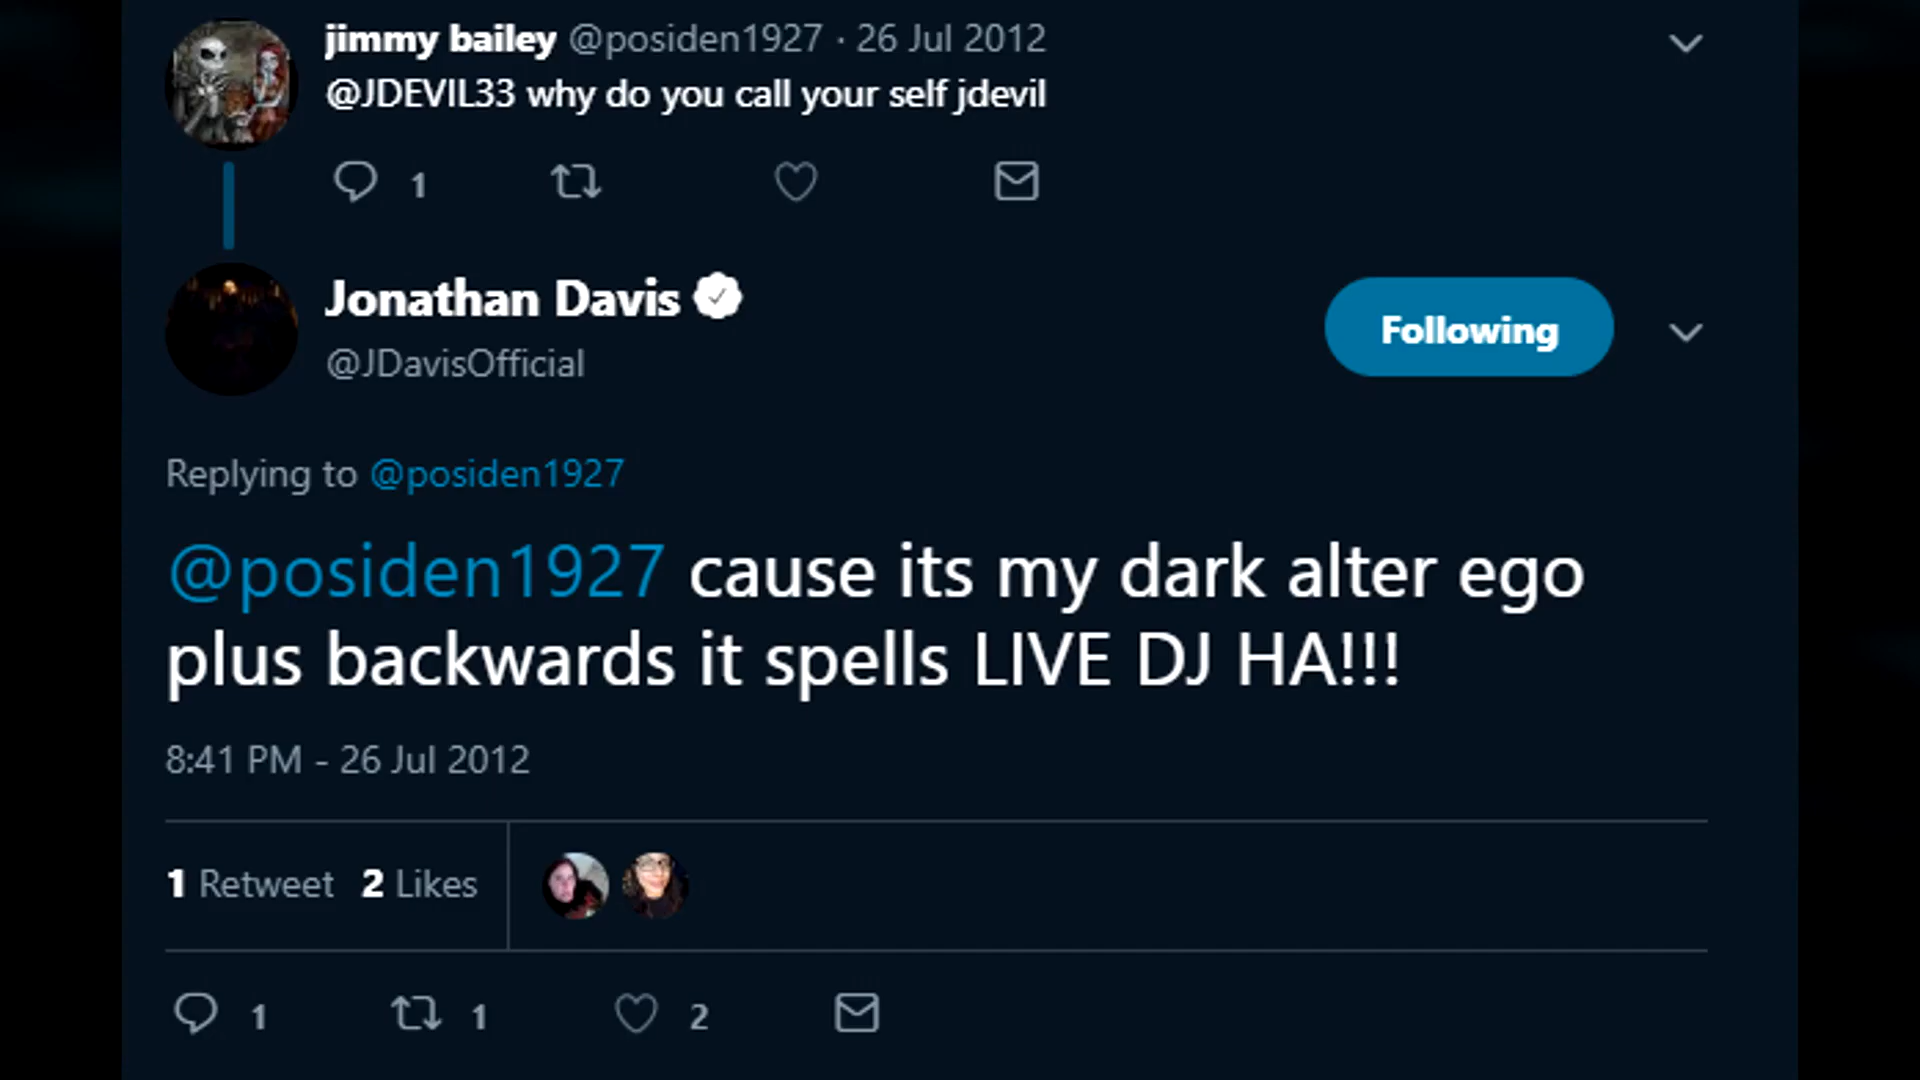 jimmy bailey @posiden1927 · 26 Jul 2012
@JDEVIL33 why do you call your self jdevil
1
Jonathan Davis
@JDavisOfficial
Following
Replying to @posiden1927
@posiden1927 cause its my dark alter ego
plus backwards it spells LIVE DJ HA!!!
8:41 PM - 26 Jul 2012
1 Retweet 2 Likes
1 1 2